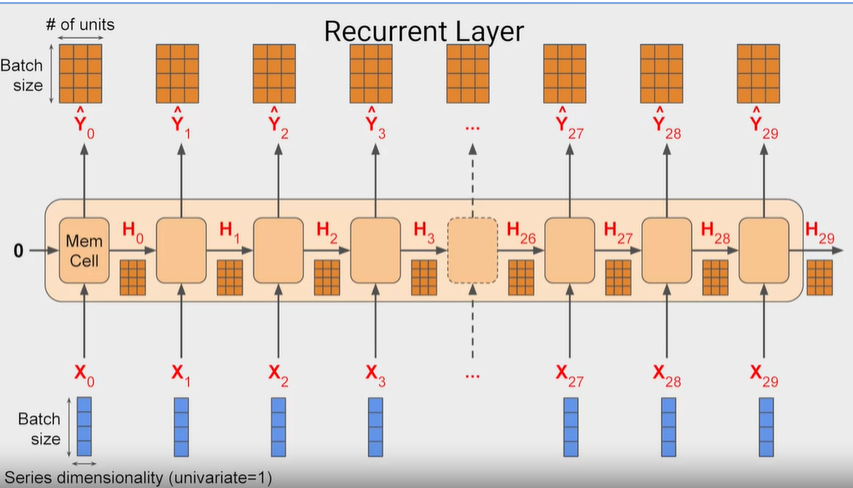 # of units
Recurrent Layer
Batch
size
Ŷ0 Ŷ1 Ŷ2 Ŷ3 ... Ŷ27 Ŷ28 Ŷ29
H0 H1 H2 H3 H26 H27 H28 H29
0
Mem
Cell
X0 X1 X2 X3 ... X27 X28 X29
Batch
size
Series dimensionality (univariate=1)